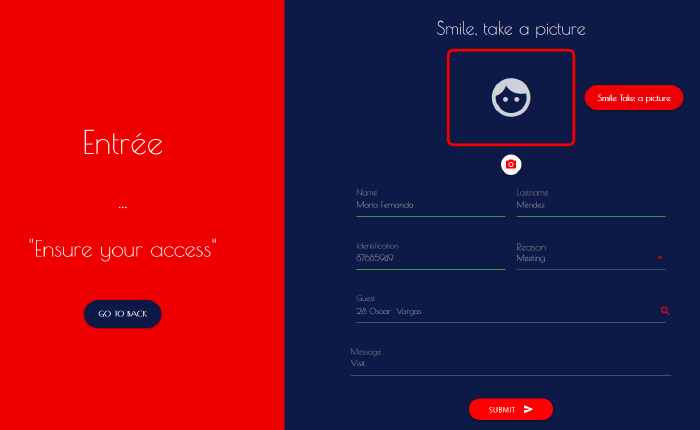 Entrée
...
"Ensure your access"
GO TO BACK
Smile, take a picture
Smile Take a picture
Name
Maria Fernanda
Lastname
Méndez
Identification
87685949
Reason
Meeting
Guest
28 Oscar Vargas
Message
Visit
SUBMIT